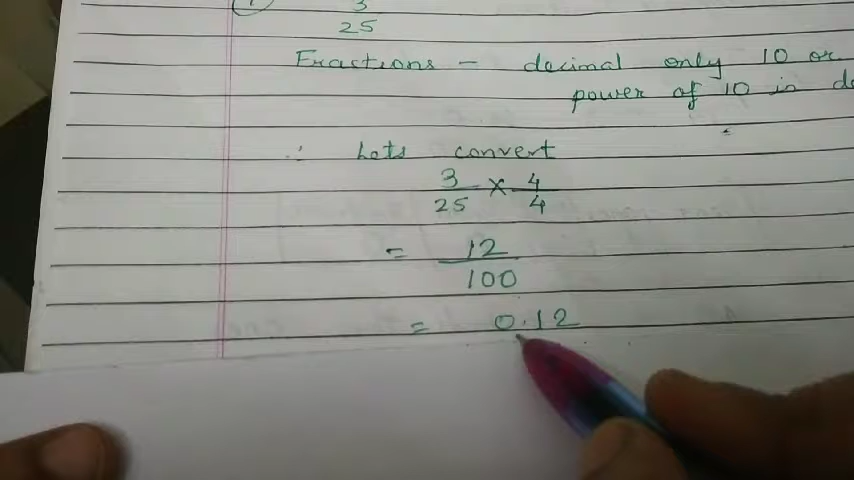 3
25
Fractions - decimal only 10 or
power of 10 in
∴ Lets convert
3/25 × 4/4
= 12/100
= 0.12